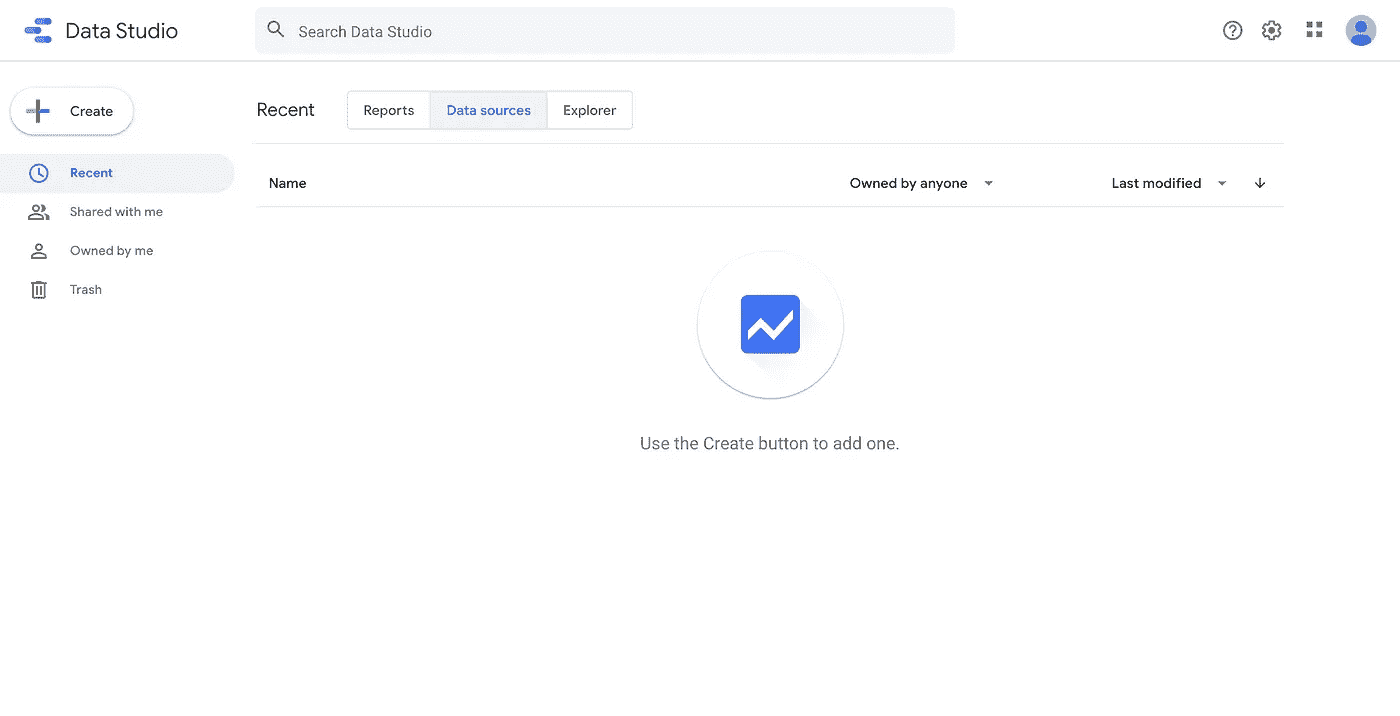 Data Studio
Search Data Studio
Create
Recent
Shared with me
Owned by me
Trash
Recent Reports Data sources Explorer
Name Owned by anyone Last modified
Use the Create button to add one.